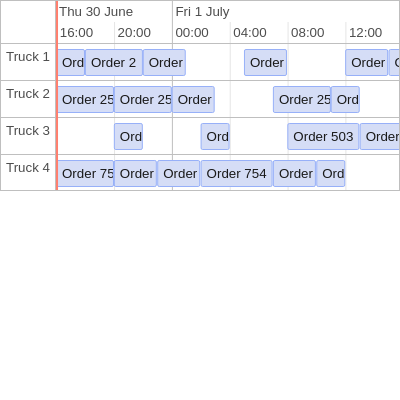 Thu 30 June Fri 1 July
16:00 20:00 00:00 04:00 08:00 12:00
Truck 1 Ord Order 2 Order Order Order
Truck 2 Order 25 Order 25 Order Order 25 Ord
Truck 3 Ord Ord Order 503 Order
Truck 4 Order 75 Order Order Order 754 Order Ord